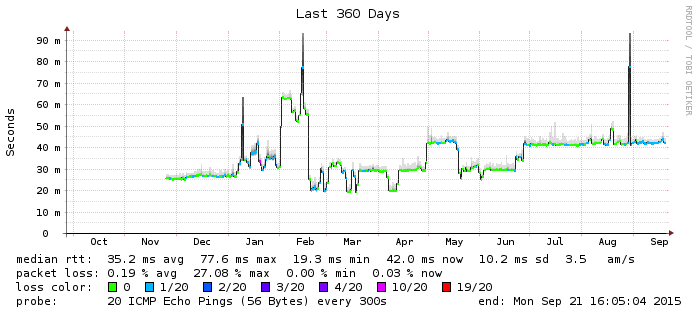 Last 360 Days
RRDTOOL / TOBI OETIKER
Seconds
90 m
80 m
70 m
60 m
50 m
40 m
30 m
20 m
10 m
0
Oct Nov Dec Jan Feb Mar Apr May Jun Jul Aug Sep
median rtt: 35.2 ms avg 77.6 ms max 19.3 ms min 42.0 ms now 10.2 ms sd 3.5 am/s
packet loss: 0.19 % avg 27.08 % max 0.00 % min 0.03 % now
loss color: 0 1/20 2/20 3/20 4/20 10/20 19/20
probe: 20 ICMP Echo Pings (56 Bytes) every 300s end: Mon Sep 21 16:05:04 2015